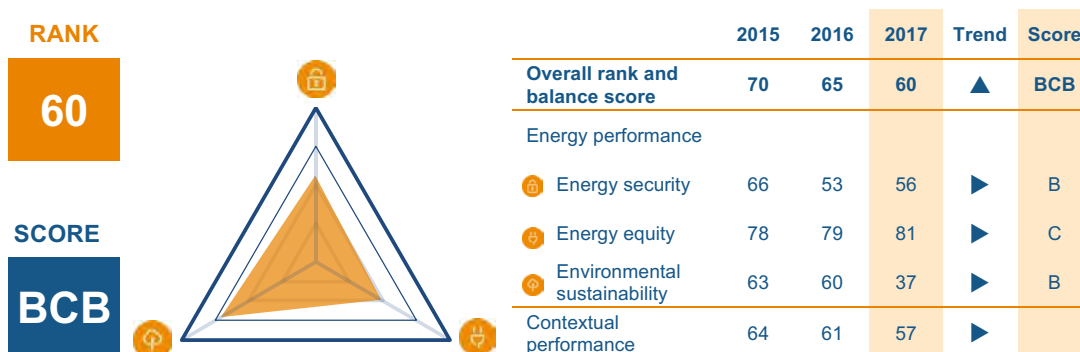 RANK
60
SCORE
BCB
2015 2016 2017 Trend Score
Overall rank and
balance score 70 65 60 BCB
Energy performance
Energy security 66 53 56 B
Energy equity 78 79 81 C
Environmental
sustainability 63 60 37 B
Contextual
performance 64 61 57